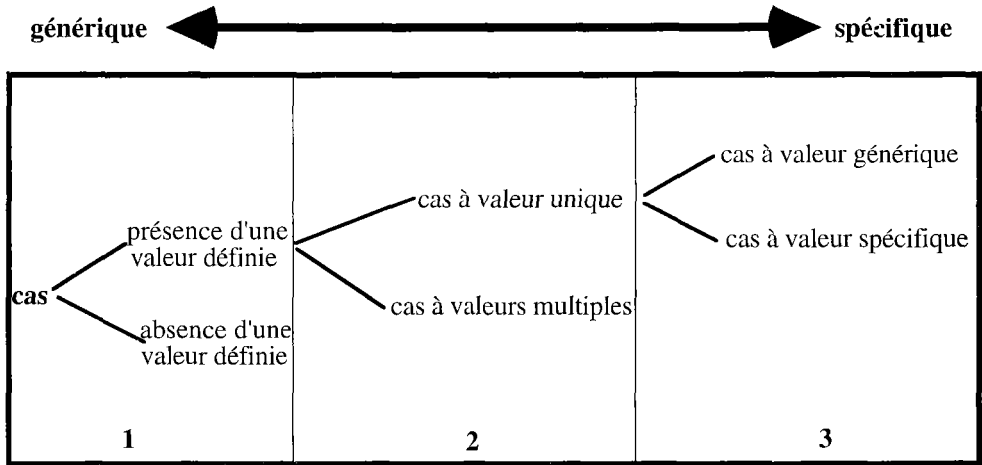 générique
spécifique
cas
présence d'une
valeur définie
absence d'une
valeur définie
cas à valeur unique
cas à valeurs multiples
cas à valeur générique
cas à valeur spécifique
1
2
3